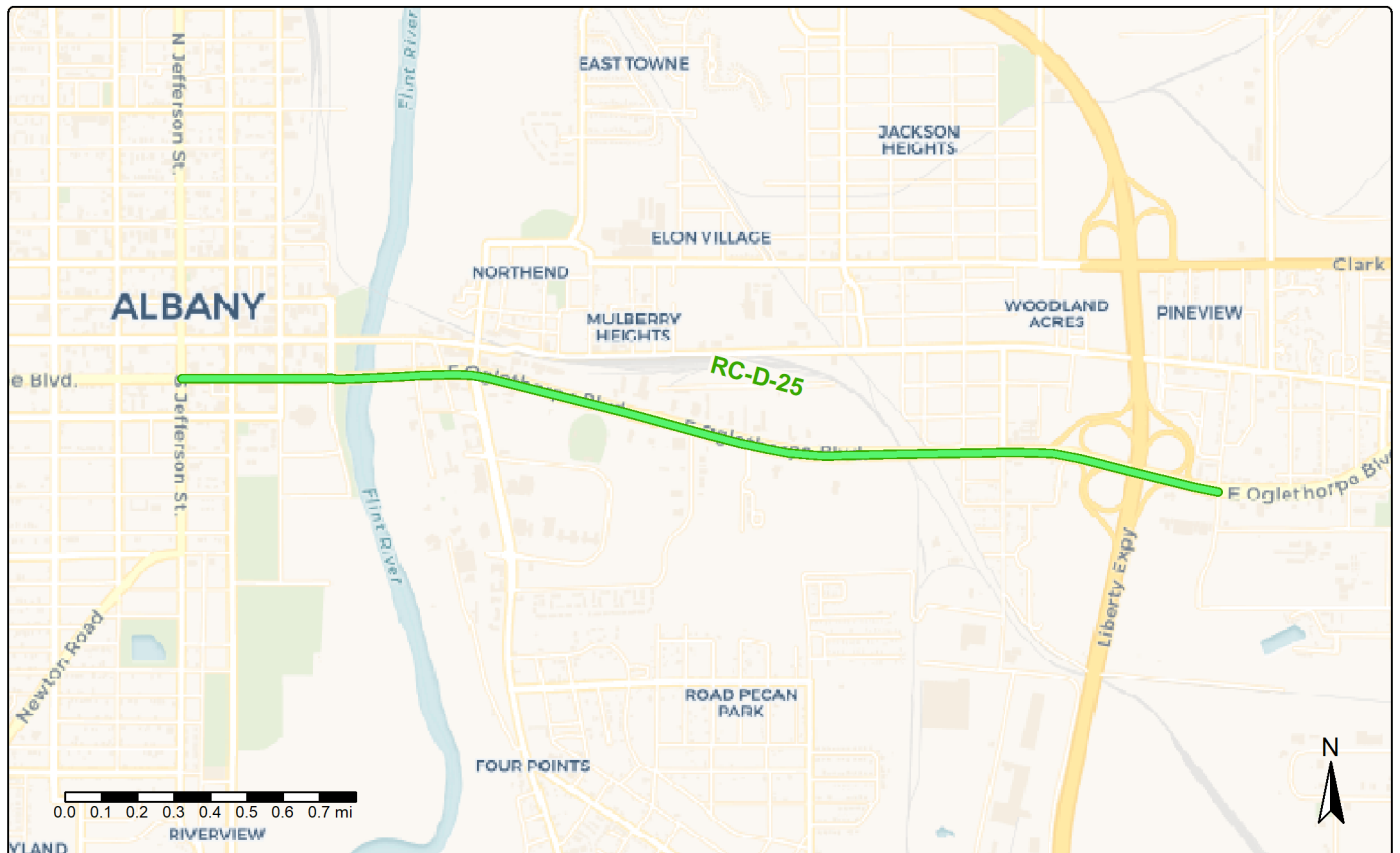 N Jefferson St.
Flint River
EAST TOWNE
JACKSON
HEIGHTS
ELON VILLAGE
Clark
NORTHEND
ALBANY
WOODLAND
ACRES
PINEVIEW
MULBERRY
HEIGHTS
RC-D-25
e Blvd.
E Oglethorpe Blvd.
E Oglethorpe Blvd.
S Jefferson St.
E Oglethorpe Blv
Flint River
Liberty Expy
Newton Road
ROAD PECAN
PARK
FOUR POINTS
N
0.0 0.1 0.2 0.3 0.4 0.5 0.6 0.7 mi
RIVERVIEW
YLAND